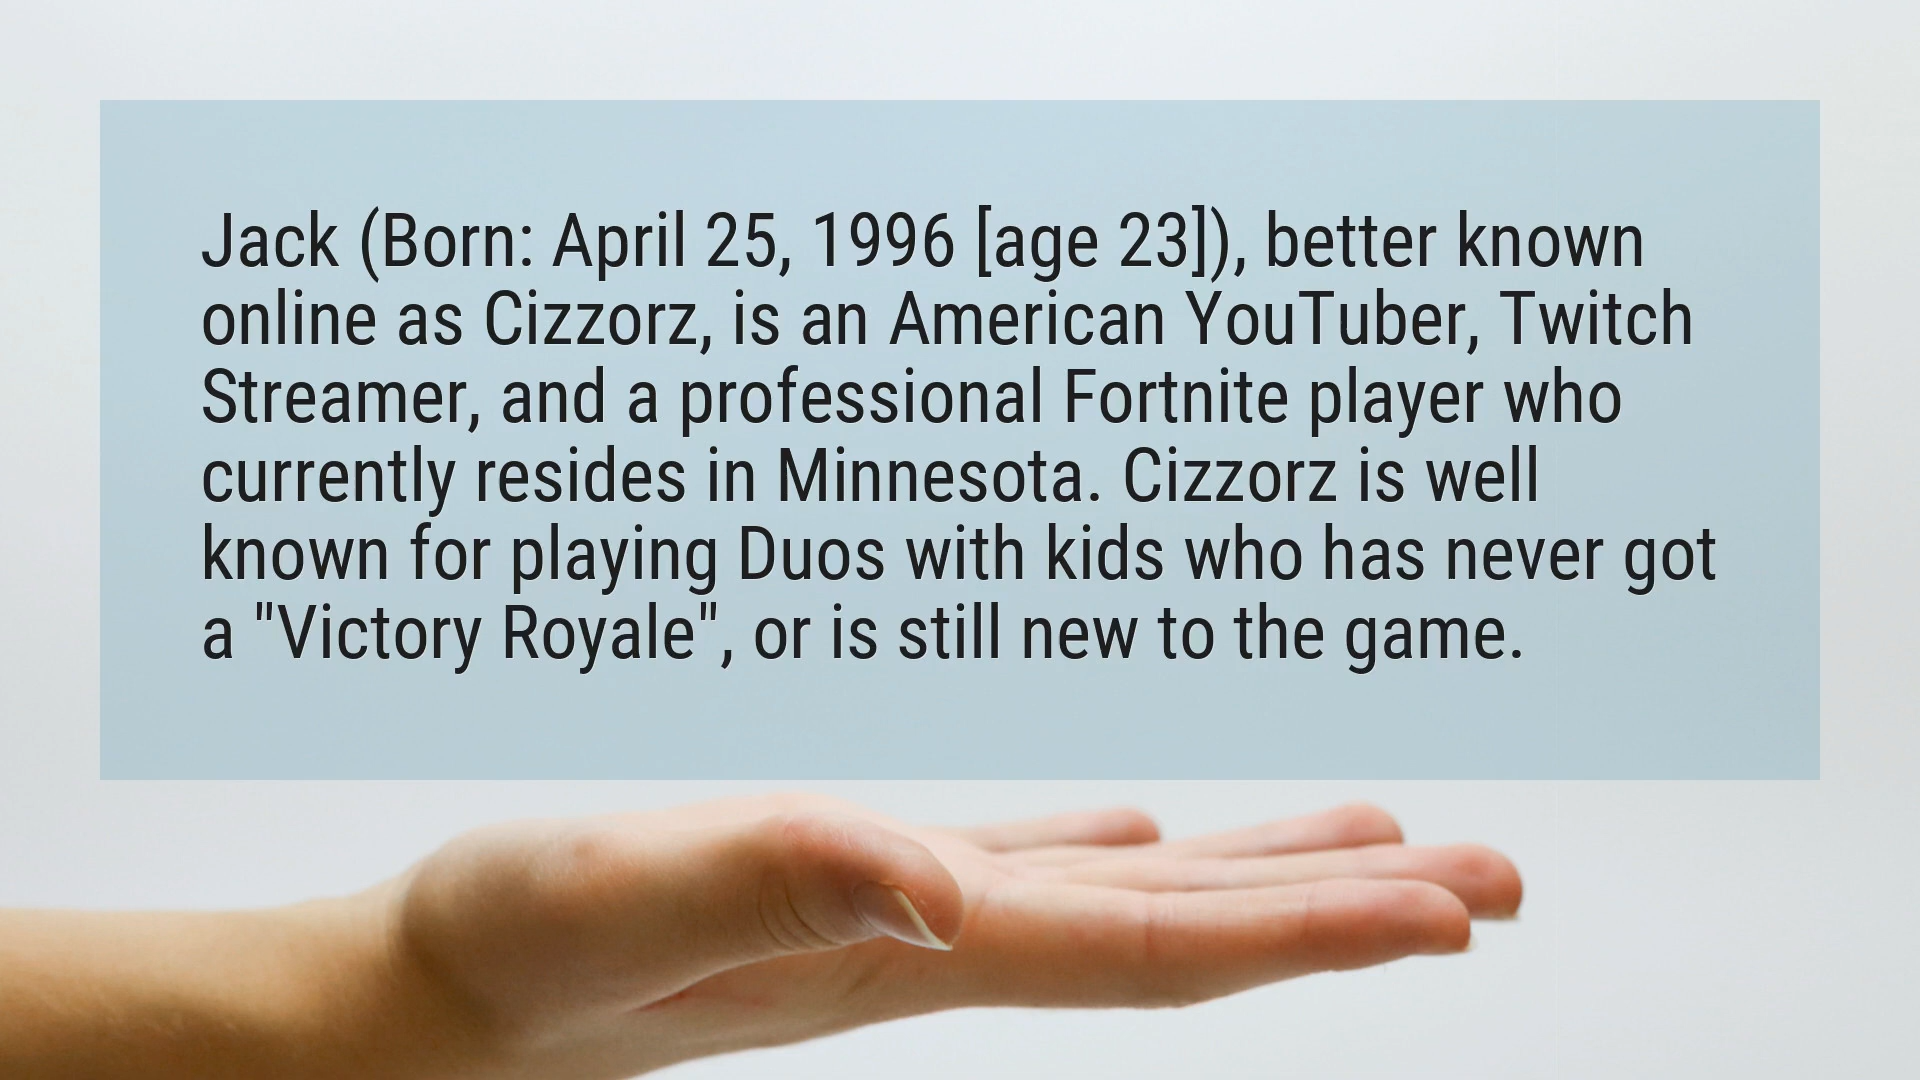 Jack (Born: April 25, 1996 [age 23]), better known
online as Cizzorz, is an American YouTuber, Twitch
Streamer, and a professional Fortnite player who
currently resides in Minnesota. Cizzorz is well
known for playing Duos with kids who has never got
a "Victory Royale", or is still new to the game.